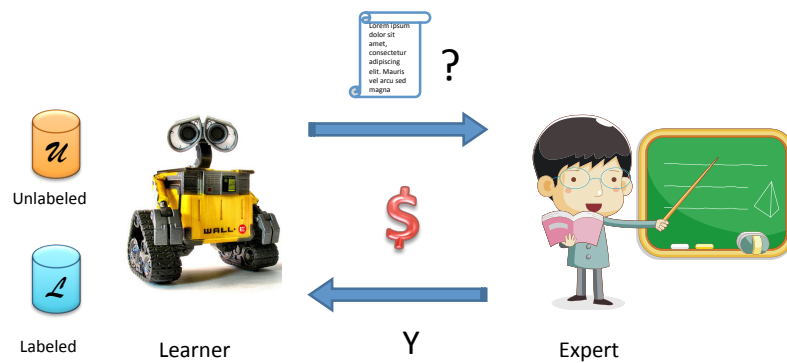 Lorem ipsum
dolor sit
amet,
consectetur
adipiscing
elit. Mauris
vel arcu sed
magna
?
U
Unlabeled
WALL·E
$
L
Labeled
Learner
Y
Expert